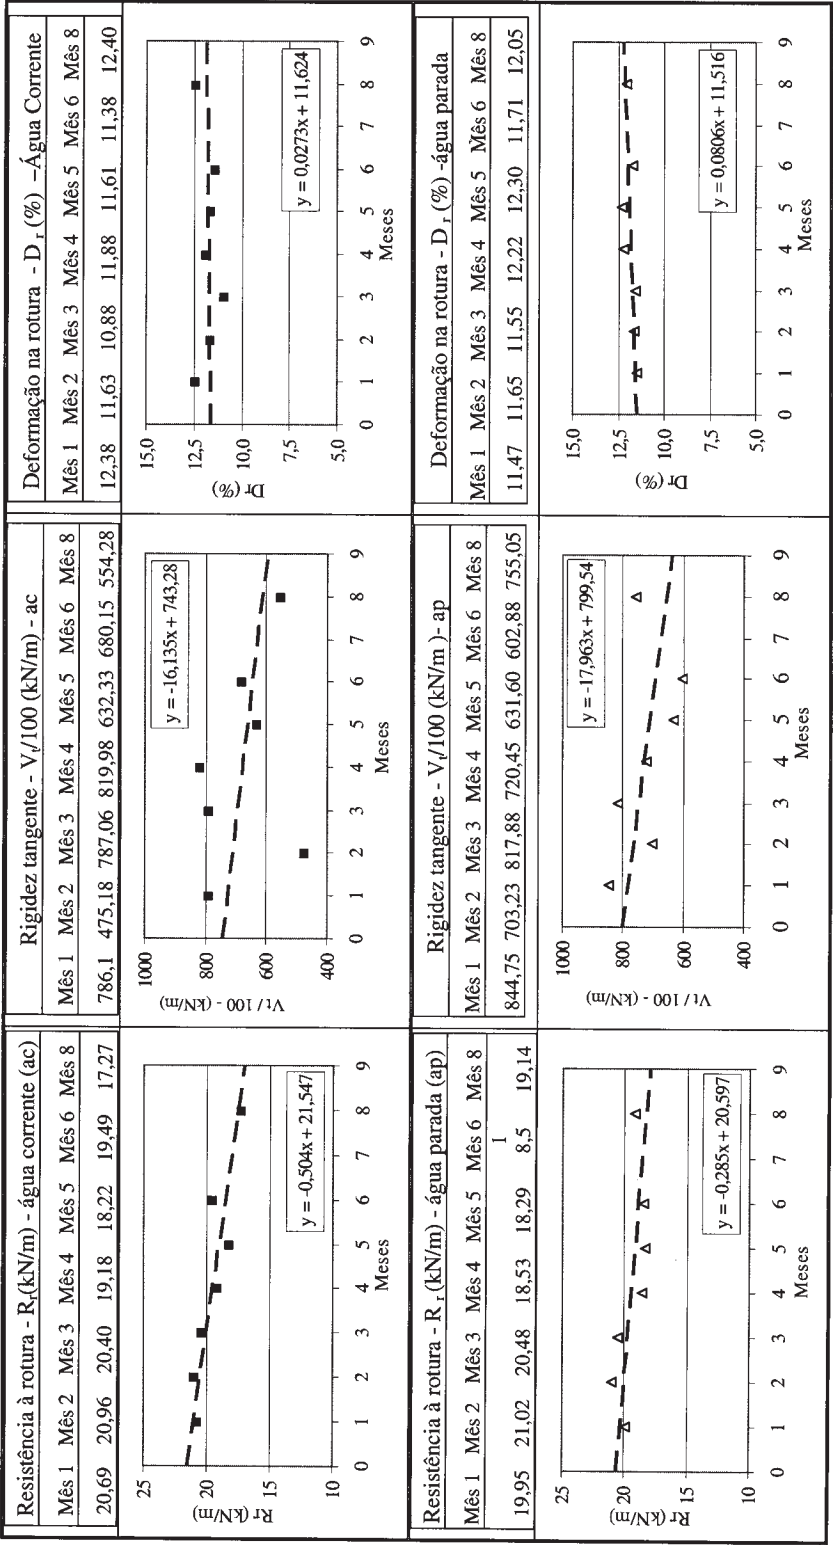 Resistência à rotura - Rr(kN/m) - água corrente (ac)
Mês 1 Mês 2 Mês 3 Mês 4 Mês 5 Mês 6 Mês 8
20,69 20,96 20,40 19,18 18,22 19,49 17,27
Rr (kN/m)
25
20
15
10
y = -0,504x + 21,547
0 1 2 3 4 5 6 7 8 9
Meses
Rigidez tangente - Vt/100 (kN/m) - ac
Mês 1 Mês 2 Mês 3 Mês 4 Mês 5 Mês 6 Mês 8
786,1 475,18 787,06 819,98 632,33 680,15 554,28
Vt / 100 - (kN/m)
1000
800
600
400
y = -16,135x + 743,28
0 1 2 3 4 5 6 7 8 9
Meses
Deformação na rotura - D r (%) –Água Corrente
Mês 1 Mês 2 Mês 3 Mês 4 Mês 5 Mês 6 Mês 8
12,38 11,63 10,88 11,88 11,61 11,38 12,40
Dr (%)
15,0
12,5
10,0
7,5
5,0
y = 0,0273x + 11,624
0 1 2 3 4 5 6 7 8 9
Meses
Resistência à rotura - R r (kN/m) - água parada (ap)
Mês 1 Mês 2 Mês 3 Mês 4 Mês 5 Mês 6 Mês 8
1
19,95 21,02 20,48 18,53 18,29 8,5 19,14
Rr (kN/m)
25
20
15
10
y = -0,285x + 20,597
0 1 2 3 4 5 6 7 8 9
Meses
Rigidez tangente - Vt/100 (kN/m ) - ap
Mês 1 Mês 2 Mês 3 Mês 4 Mês 5 Mês 6 Mês 8
844,75 703,23 817,88 720,45 631,60 602,88 755,05
Vt / 100 - (kN/m)
1000
800
600
400
y = -17,963x + 799,54
0 1 2 3 4 5 6 7 8 9
Meses
Deformação na rotura - D r (%) -água parada
Mês 1 Mês 2 Mês 3 Mês 4 Mês 5 Mês 6 Mês 8
11,47 11,65 11,55 12,22 12,30 11,71 12,05
Dr (%)
15,0
12,5
10,0
7,5
5,0
y = 0,0806x + 11,516
0 1 2 3 4 5 6 7 8 9
Meses